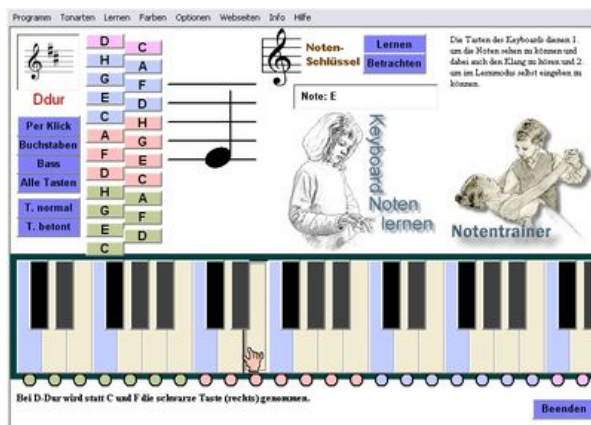 Programm Tonarten Lernen Farben Optionen Webseiten Info Hilfe
Ddur
Per Klick
Buchstaben
Bass
Alle Tasten
T. normal
T. betont
D
C
H
A
G
F
E
D
C
H
A
G
F
E
D
C
H
A
G
F
E
D
C
Noten-
Schlüssel
Lernen
Betrachten
Note: E
Keyboard
Noten
lernen
Die Tasten des Keyboards dienen 1.
um die Noten sehen zu können und
dabei auch den Klang zu hören und 2.
um im Lernmodus selbst eingeben zu
können.
Notentrainer
Bei D-Dur wird statt C und F die schwarze Taste (rechts) genommen.
Beenden